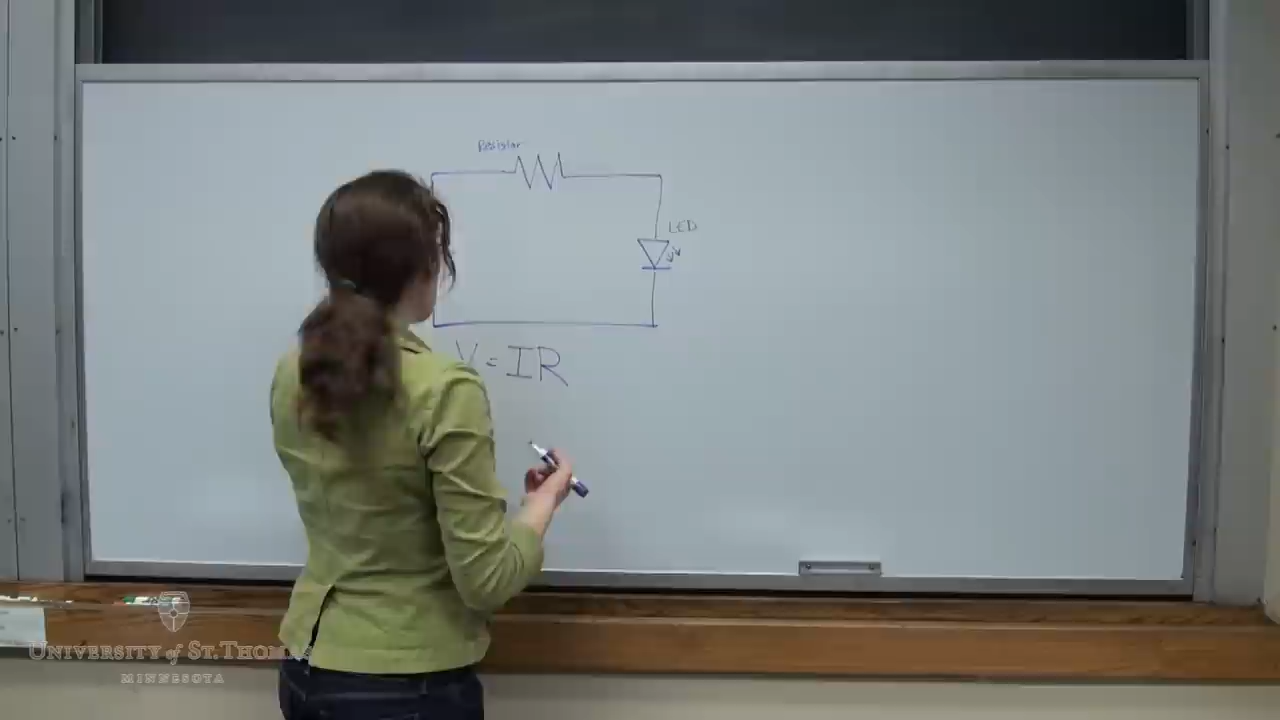 Resistor
LED
V = IR
UNIVERSITY of ST. THOMAS
MINNESOTA